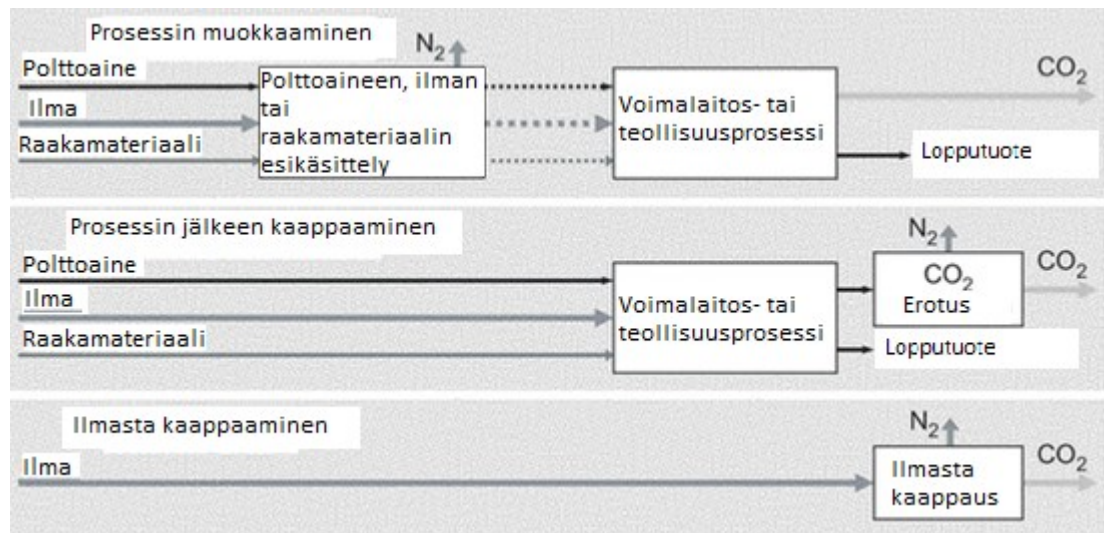 Prosessin muokkaaminen
N2
CO2
Polttoaine
Ilma
Raakamateriaali
Polttoaineen, ilman
tai
raakamateriaalin
esikäsittely
Voimalaitos- tai
teollisuusprosessi
Lopputuote
Prosessin jälkeen kaappaaminen
N2
CO2
Polttoaine
Ilma
Raakamateriaali
Voimalaitos- tai
teollisuusprosessi
CO2
Erotus
Lopputuote
Ilmasta kaappaaminen
N2
CO2
Ilma
Ilmasta
kaappaus